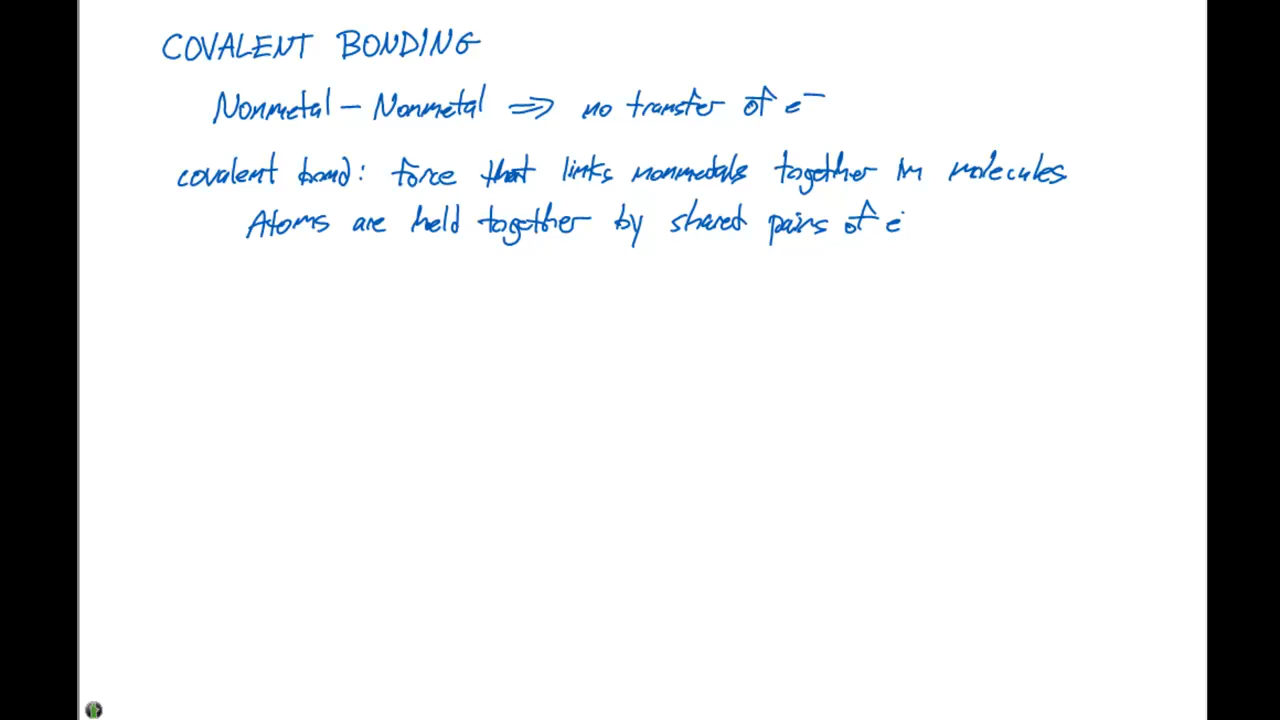 COVALENT BONDING
Nonmetal – Nonmetal ⇒ no transfer of e⁻
covalent bond: force that links nonmetals together in molecules
Atoms are held together by shared pairs of e